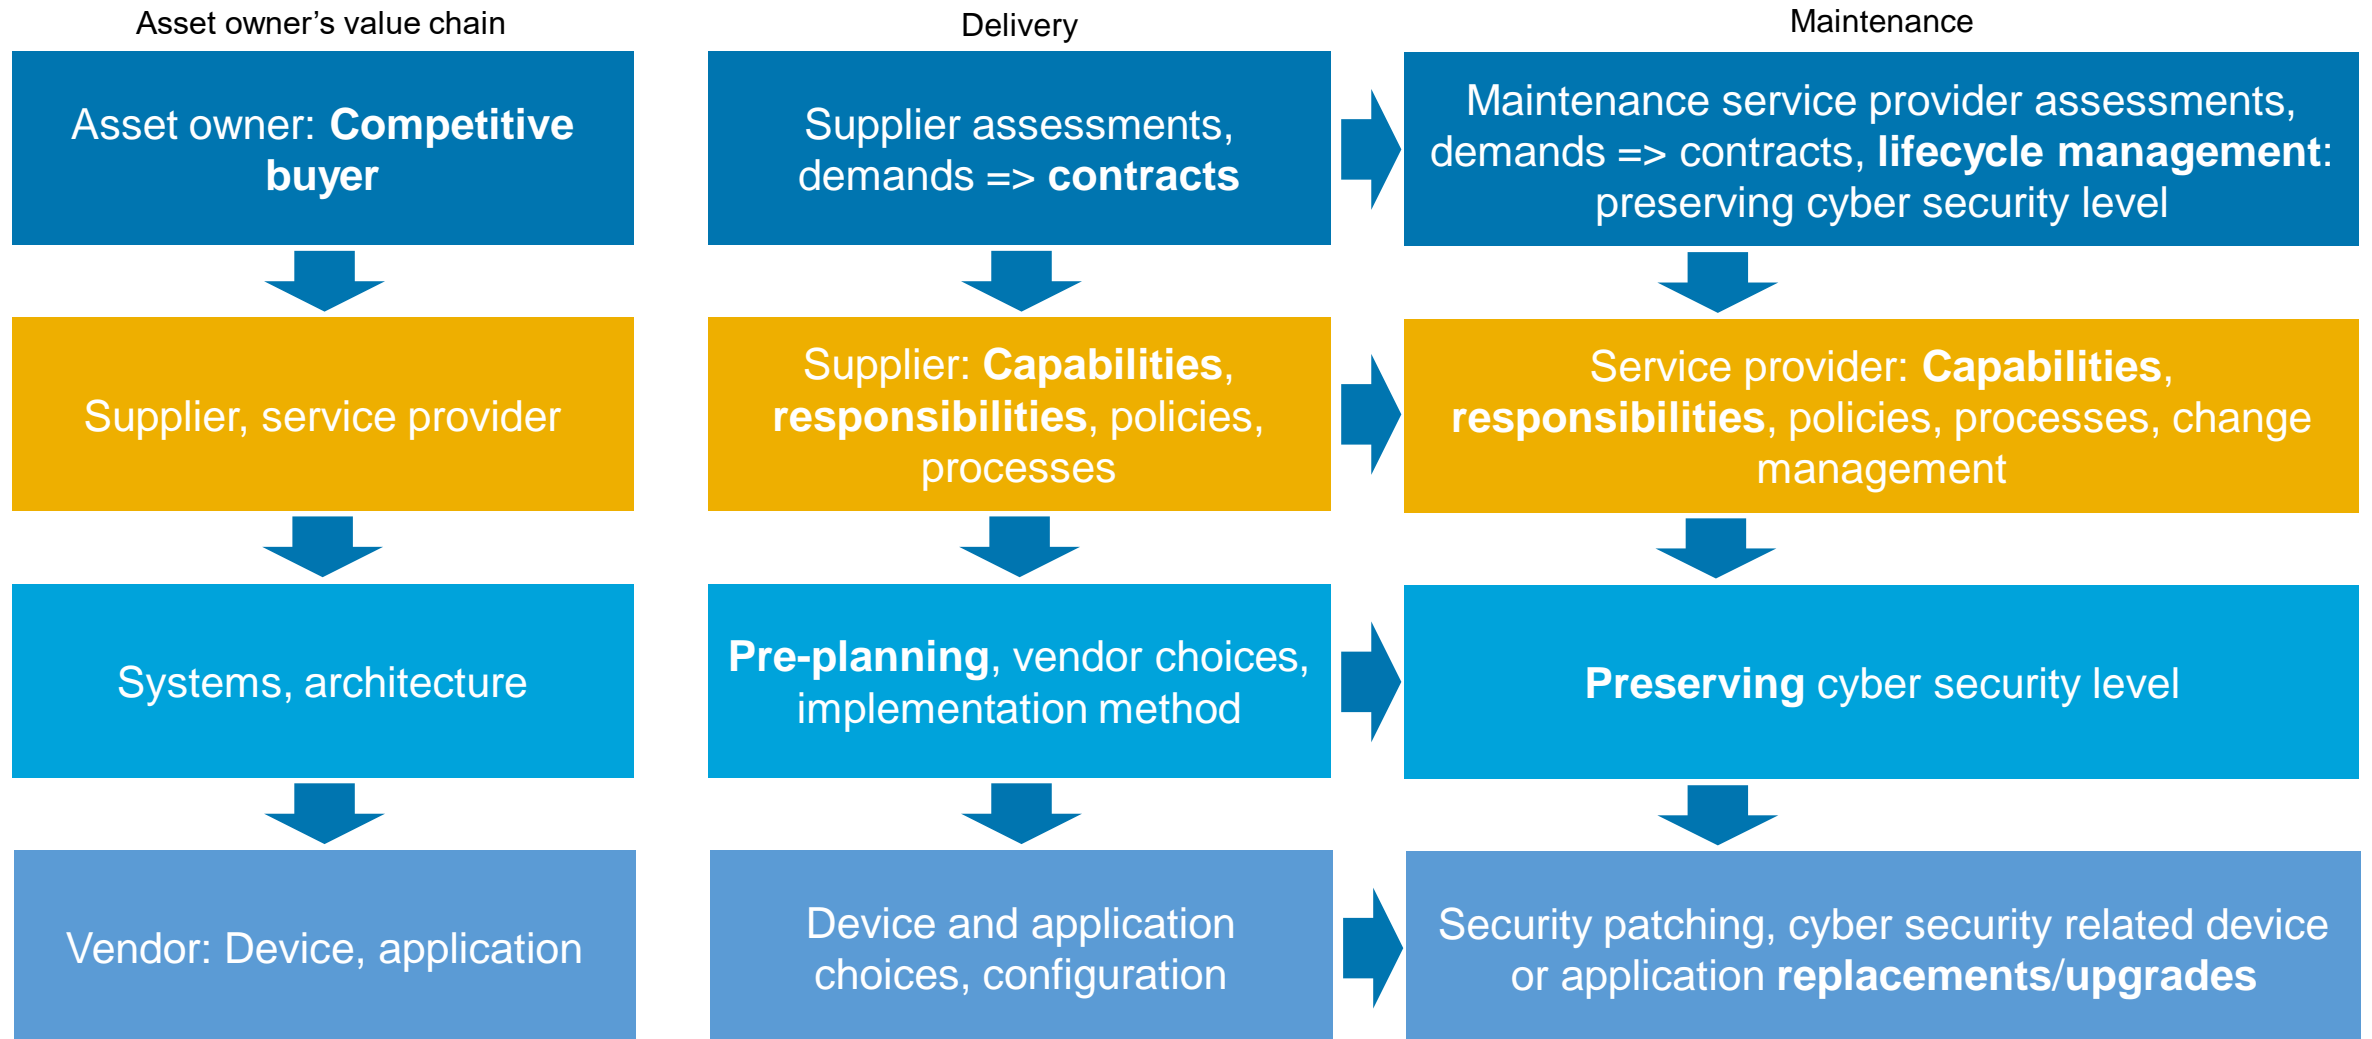 Asset owner’s value chain
Delivery
Maintenance
Asset owner: Competitive
buyer
Supplier assessments,
demands => contracts
Maintenance service provider assessments,
demands => contracts, lifecycle management:
preserving cyber security level
Supplier, service provider
Supplier: Capabilities,
responsibilities, policies,
processes
Service provider: Capabilities,
responsibilities, policies, processes, change
management
Systems, architecture
Pre-planning, vendor choices,
implementation method
Preserving cyber security level
Vendor: Device, application
Device and application
choices, configuration
Security patching, cyber security related device
or application replacements/upgrades